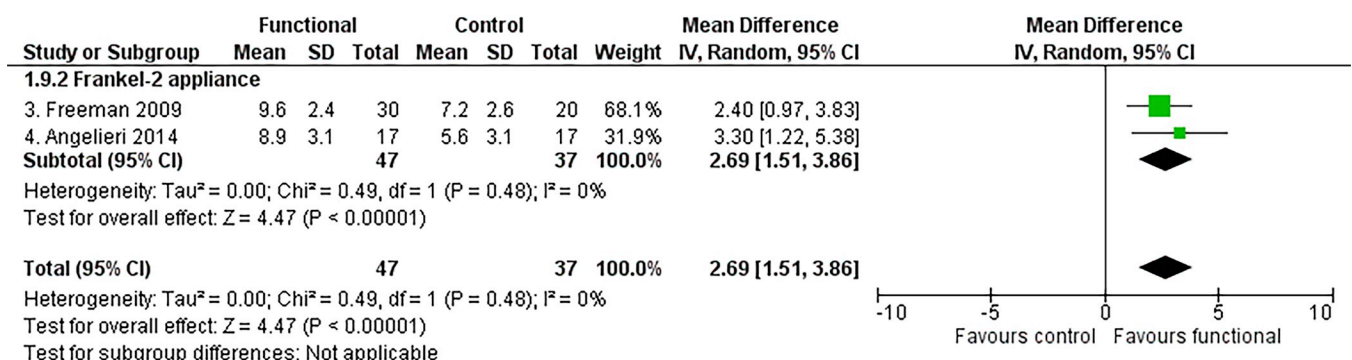 Functional Control Mean Difference Mean Difference
Study or Subgroup Mean SD Total Mean SD Total Weight IV, Random, 95% CI IV, Random, 95% CI
1.9.2 Frankel-2 appliance
3. Freeman 2009 9.6 2.4 30 7.2 2.6 20 68.1% 2.40 [0.97, 3.83]
4. Angelieri 2014 8.9 3.1 17 5.6 3.1 17 31.9% 3.30 [1.22, 5.38]
Subtotal (95% CI) 47 37 100.0% 2.69 [1.51, 3.86]
Heterogeneity: Tau² = 0.00; Chi² = 0.49, df = 1 (P = 0.48); I² = 0%
Test for overall effect: Z = 4.47 (P < 0.00001)
Total (95% CI) 47 37 100.0% 2.69 [1.51, 3.86]
Heterogeneity: Tau² = 0.00; Chi² = 0.49, df = 1 (P = 0.48); I² = 0%
Test for overall effect: Z = 4.47 (P < 0.00001)
Test for subgroup differences: Not applicable
-10 -5 0 5 10
Favours control Favours functional